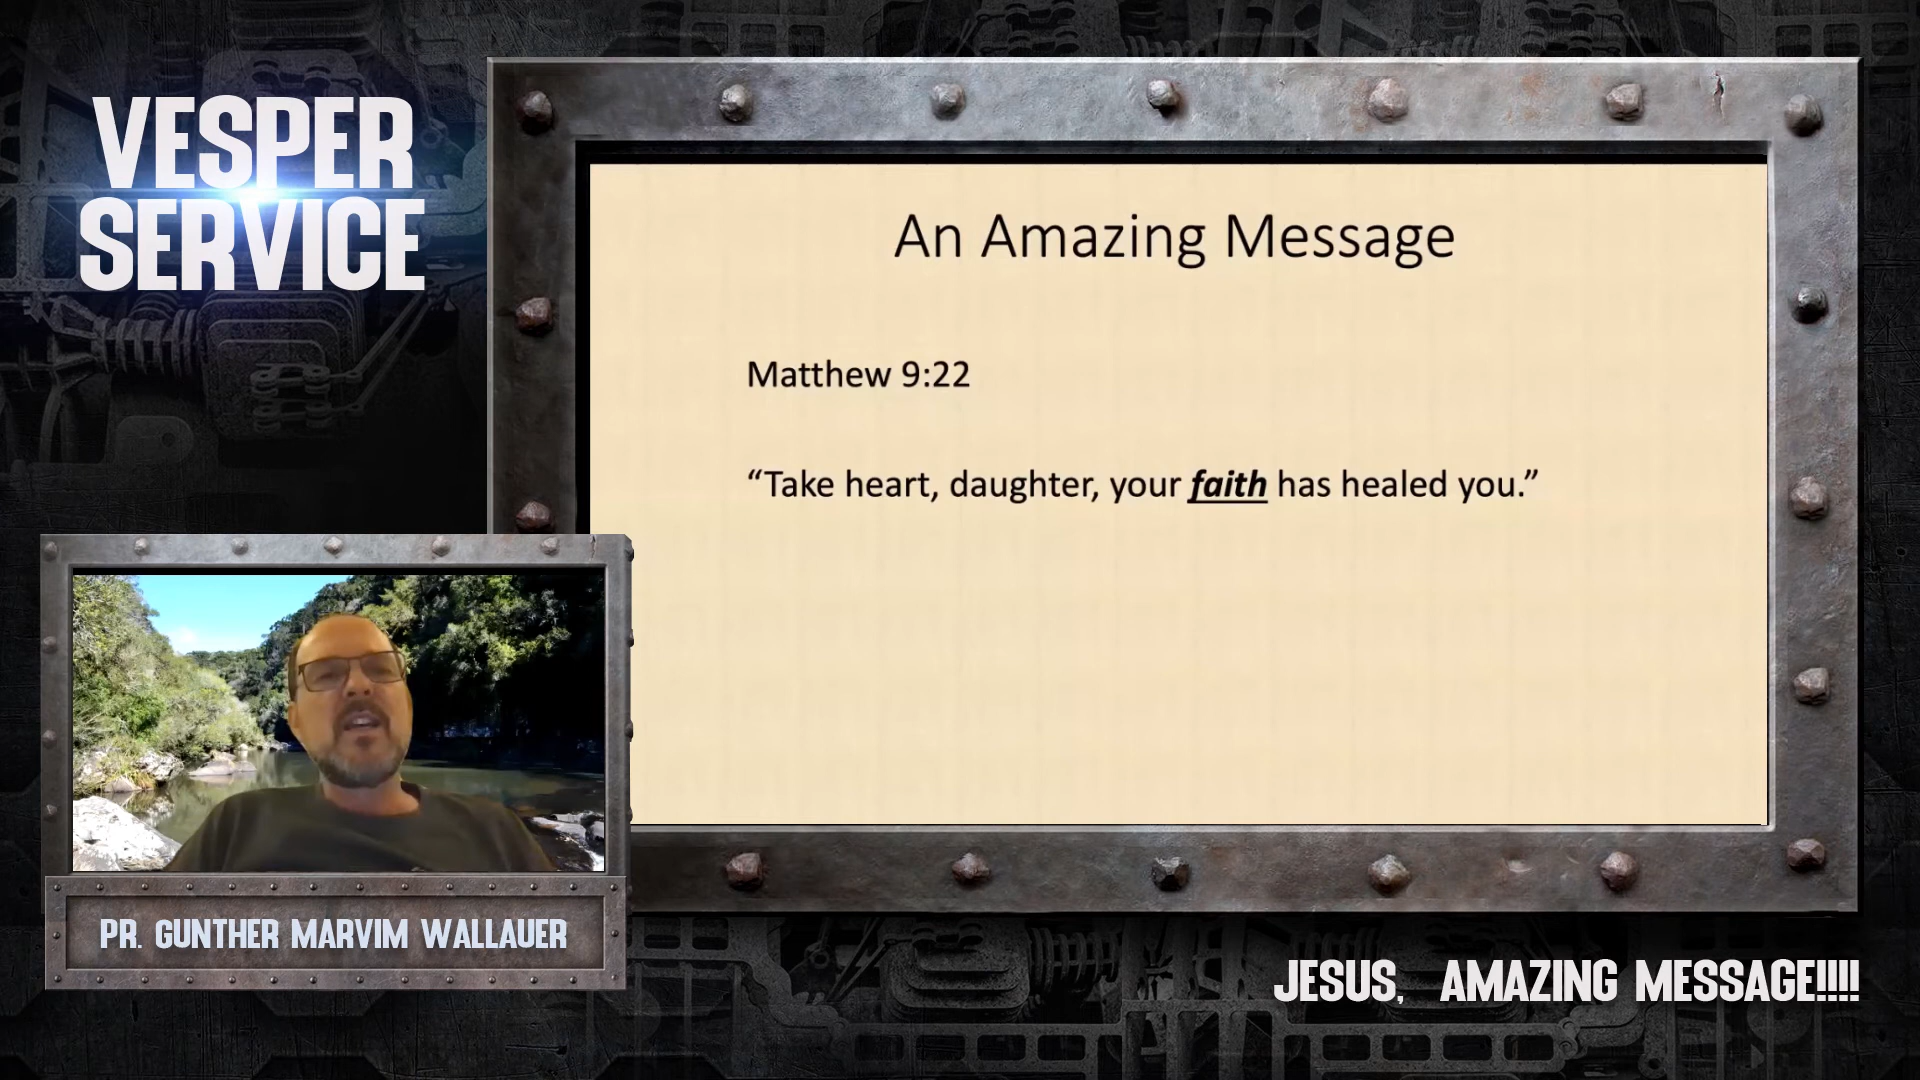 VESPER
SERVICE
An Amazing Message
Matthew 9:22
“Take heart, daughter, your faith has healed you.”
PR. GUNTHER MARVIM WALLAUER
JESUS, AMAZING MESSAGE!!!!